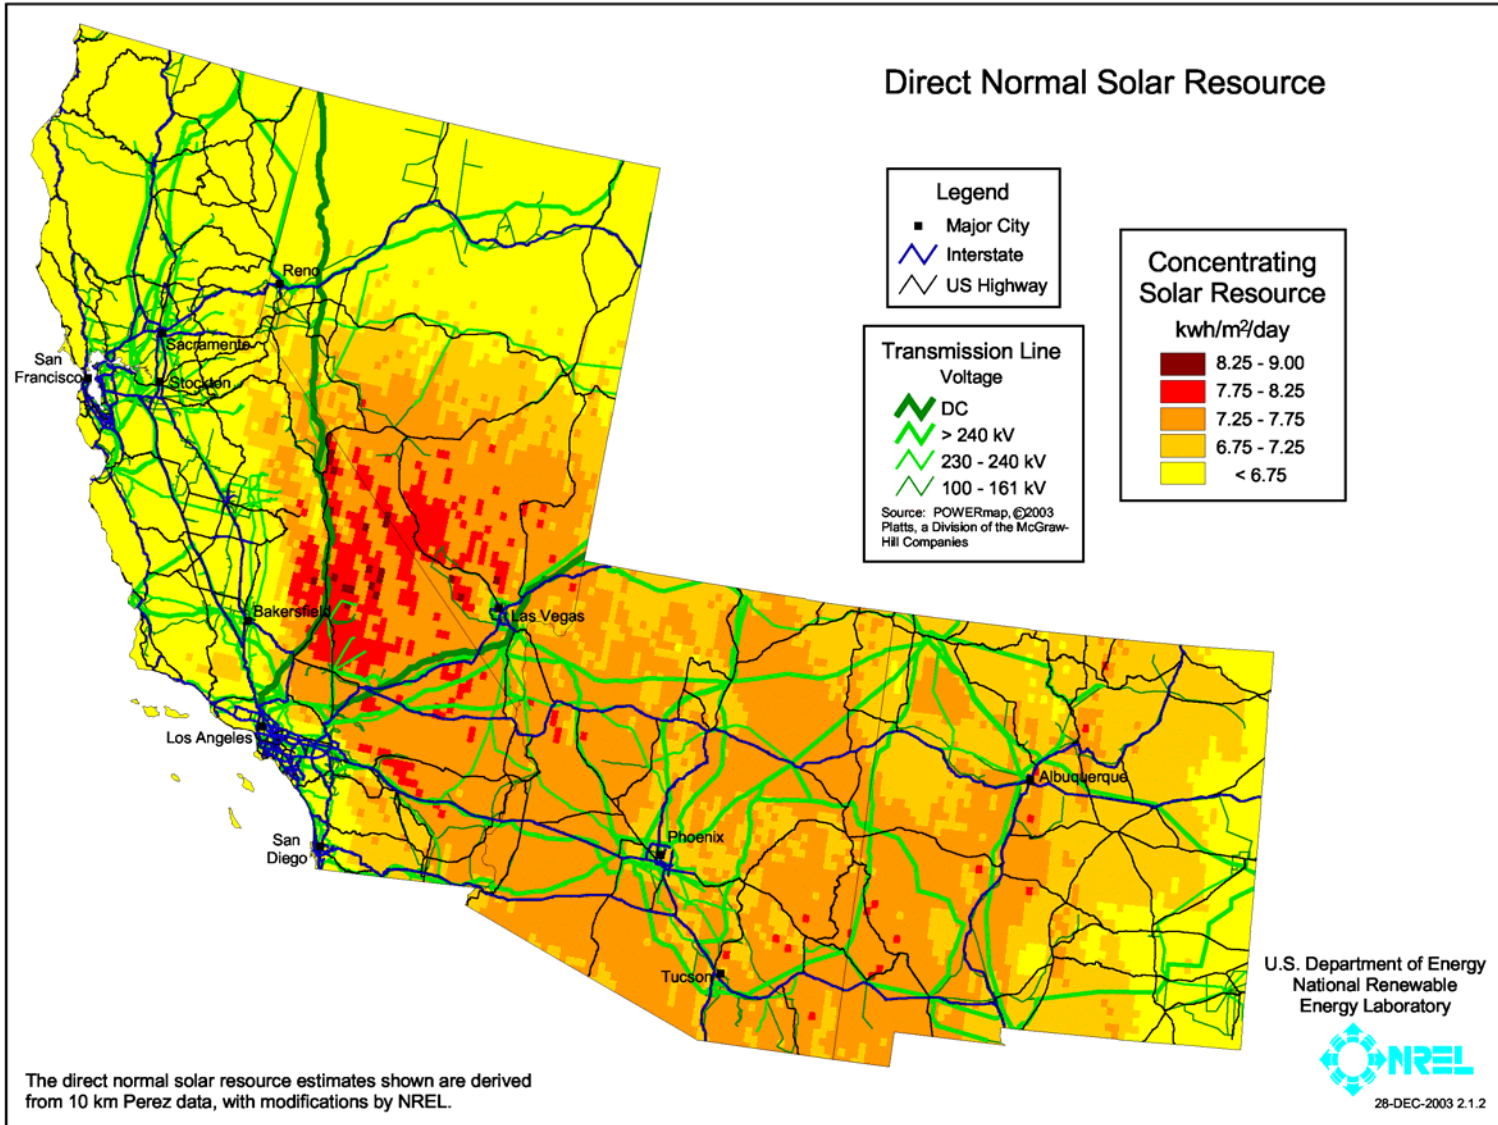 Direct Normal Solar Resource
Legend
Major City
Interstate
US Highway
Concentrating
Solar Resource
kwh/m²/day
8.25 - 9.00
7.75 - 8.25
7.25 - 7.75
6.75 - 7.25
< 6.75
Transmission Line
Voltage
DC
> 240 kV
230 - 240 kV
100 - 161 kV
Source: POWERmap, ©2003
Platts, a Division of the McGraw-
Hill Companies
Reno
Sacramento
San
Francisco
Stockton
Bakersfield
Las Vegas
Los Angeles
Albuquerque
San
Diego
Phoenix
Tucson
U.S. Department of Energy
National Renewable
Energy Laboratory
NREL
28-DEC-2003 2.1.2
The direct normal solar resource estimates shown are derived
from 10 km Perez data, with modifications by NREL.